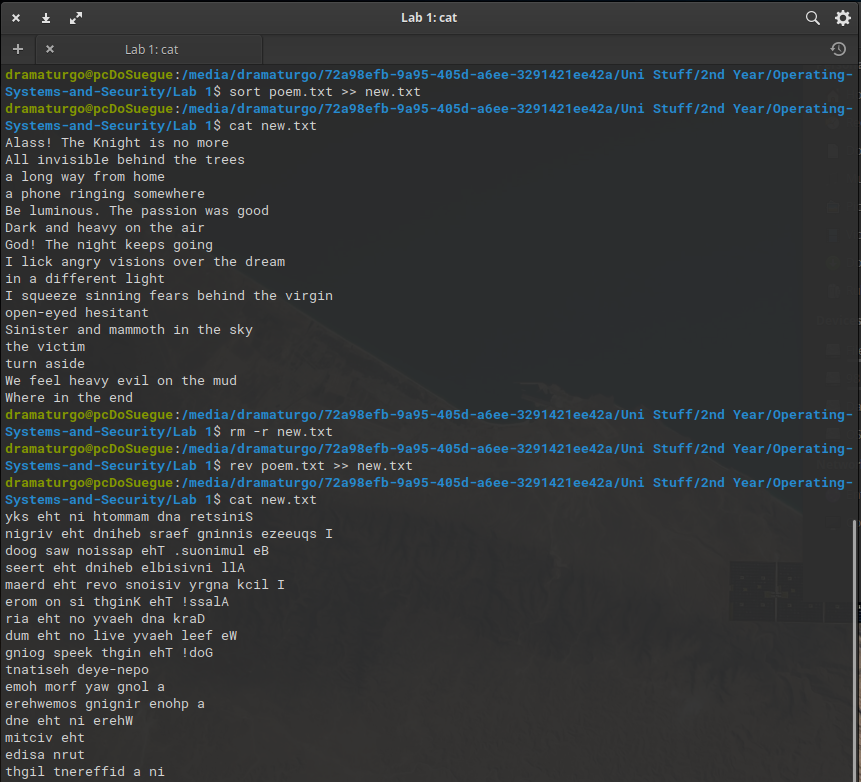 Lab 1: cat
Lab 1: cat
dramaturgo@pcDoSuegue:/media/dramaturgo/72a98efb-9a95-405d-a6ee-3291421ee42a/Uni Stuff/2nd Year/Operating-
Systems-and-Security/Lab 1$ sort poem.txt >> new.txt
dramaturgo@pcDoSuegue:/media/dramaturgo/72a98efb-9a95-405d-a6ee-3291421ee42a/Uni Stuff/2nd Year/Operating-
Systems-and-Security/Lab 1$ cat new.txt
Alass! The Knight is no more
All invisible behind the trees
a long way from home
a phone ringing somewhere
Be luminous. The passion was good
Dark and heavy on the air
God! The night keeps going
I lick angry visions over the dream
in a different light
I squeeze sinning fears behind the virgin
open-eyed hesitant
Sinister and mammoth in the sky
the victim
turn aside
We feel heavy evil on the mud
Where in the end
dramaturgo@pcDoSuegue:/media/dramaturgo/72a98efb-9a95-405d-a6ee-3291421ee42a/Uni Stuff/2nd Year/Operating-
Systems-and-Security/Lab 1$ rm -r new.txt
dramaturgo@pcDoSuegue:/media/dramaturgo/72a98efb-9a95-405d-a6ee-3291421ee42a/Uni Stuff/2nd Year/Operating-
Systems-and-Security/Lab 1$ rev poem.txt >> new.txt
dramaturgo@pcDoSuegue:/media/dramaturgo/72a98efb-9a95-405d-a6ee-3291421ee42a/Uni Stuff/2nd Year/Operating-
Systems-and-Security/Lab 1$ cat new.txt
yks eht ni htommam dna retsiniS
nigriv eht dniheb sraef gninnis ezeeuqs I
doog saw noissap ehT .suonimul eB
seert eht dniheb elbisivni llA
maerd eht revo snoisiv yrgna kcil I
erom on si thginK ehT !ssalA
ria eht no yvaeh dna kraD
dum eht no live yvaeh leef eW
gniog speek thgin ehT !doG
tnatiseh deye-nepo
emoh morf yaw gnol a
erehwemos gnignir enohp a
dne eht ni erehW
mitciv eht
edisa nrut
thgil tnereffid a ni